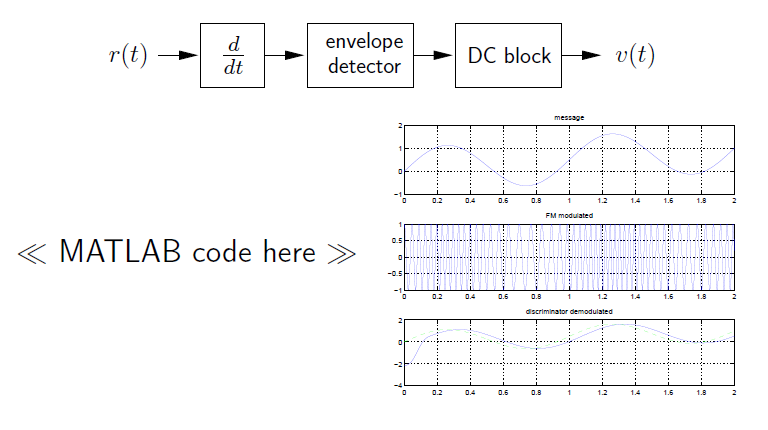 r(t) d/dt envelope detector DC block v(t)
message
2
1
0
−1
0 0.2 0.4 0.6 0.8 1 1.2 1.4 1.6 1.8 2
≪ MATLAB code here ≫
FM modulated
1
0.5
0
−0.5
−1
0 0.2 0.4 0.6 0.8 1 1.2 1.4 1.6 1.8 2
discriminator demodulated
2
0
−2
−4
0 0.2 0.4 0.6 0.8 1 1.2 1.4 1.6 1.8 2